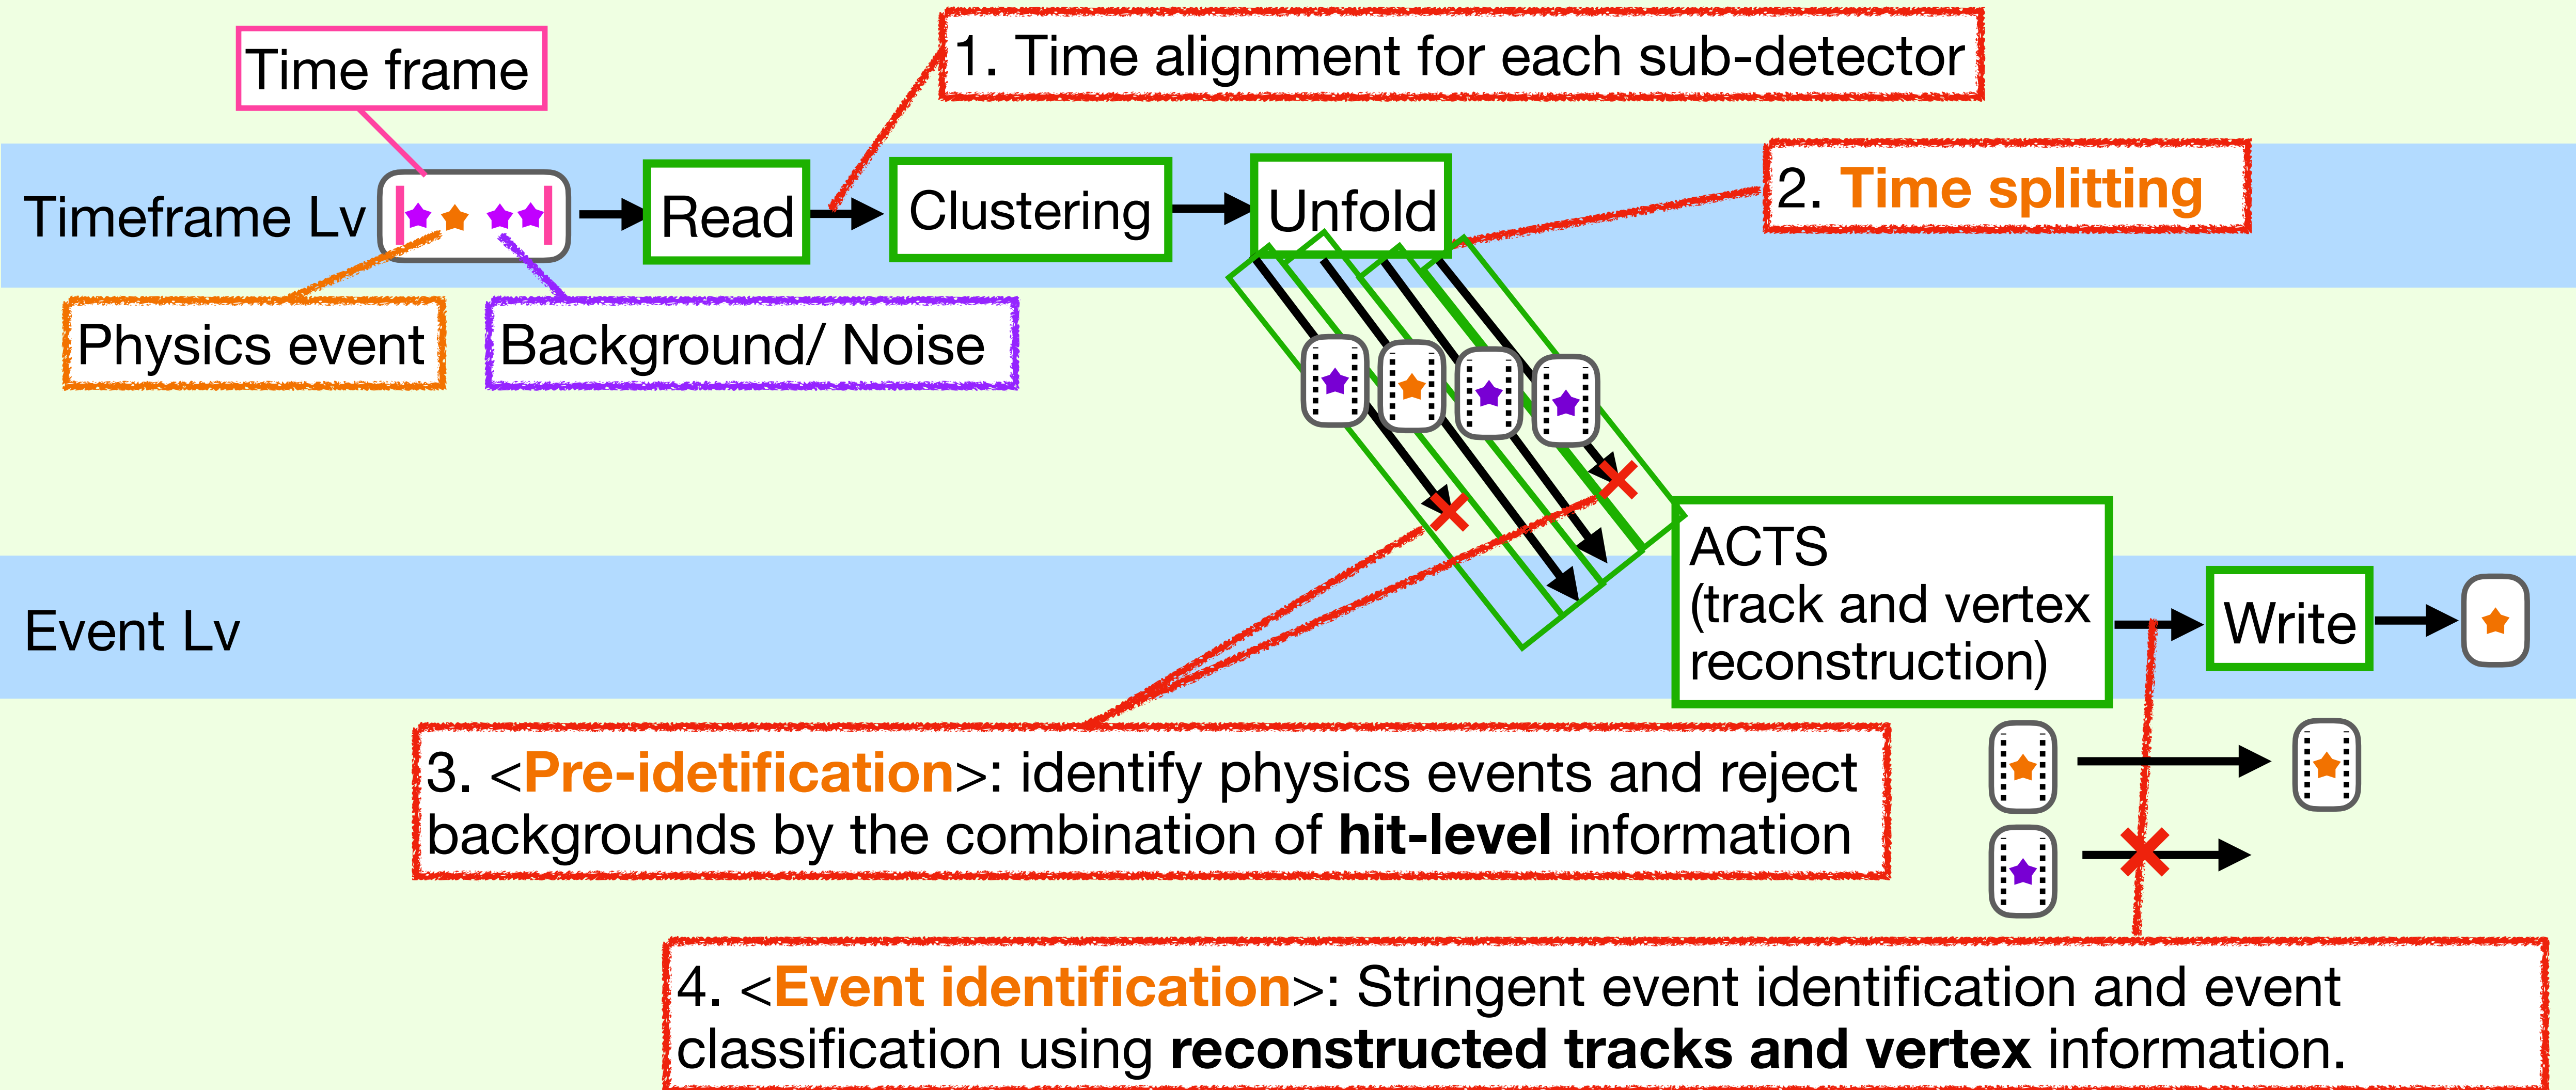 Time frame
1. Time alignment for each sub-detector
2. Time splitting
Timeframe Lv
Read
Clustering
Unfold
Physics event
Background/ Noise
ACTS
(track and vertex
reconstruction)
Event Lv
Write
3. <Pre-idetification>: identify physics events and reject
backgrounds by the combination of hit-level information
4. <Event identification>: Stringent event identification and event
classification using reconstructed tracks and vertex information.